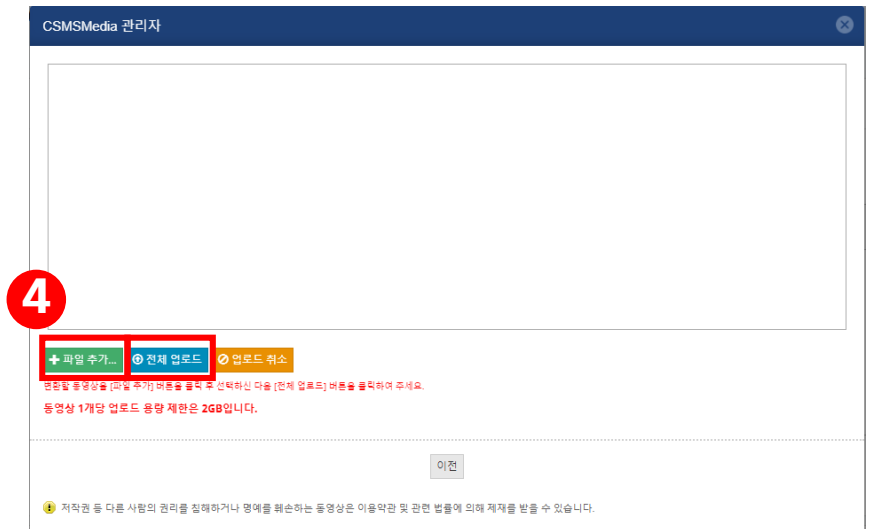 CSMSMedia 관리자
4
파일 추가... 전체 업로드 업로드 취소
변환할 동영상을 [파일 추가] 버튼을 클릭 후 선택하신 다음 [전체 업로드] 버튼을 클릭하여 주세요.
동영상 1개당 업로드 용량 제한은 2GB입니다.
이전
저작권 등 다른 사람의 권리를 침해하거나 명예를 훼손하는 동영상은 이용약관 및 관련 법률에 의해 제재를 받을 수 있습니다.